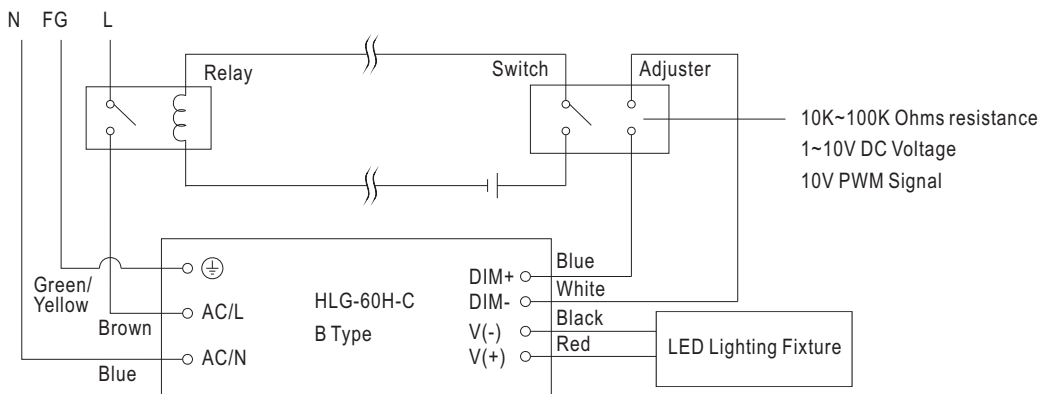 N FG L
Relay
Switch
Adjuster
10K~100K Ohms resistance
1~10V DC Voltage
10V PWM Signal
Green/
Yellow
Brown
Blue
AC/L
AC/N
HLG-60H-C
B Type
DIM+
DIM-
V(-)
V(+)
Blue
White
Black
Red
LED Lighting Fixture